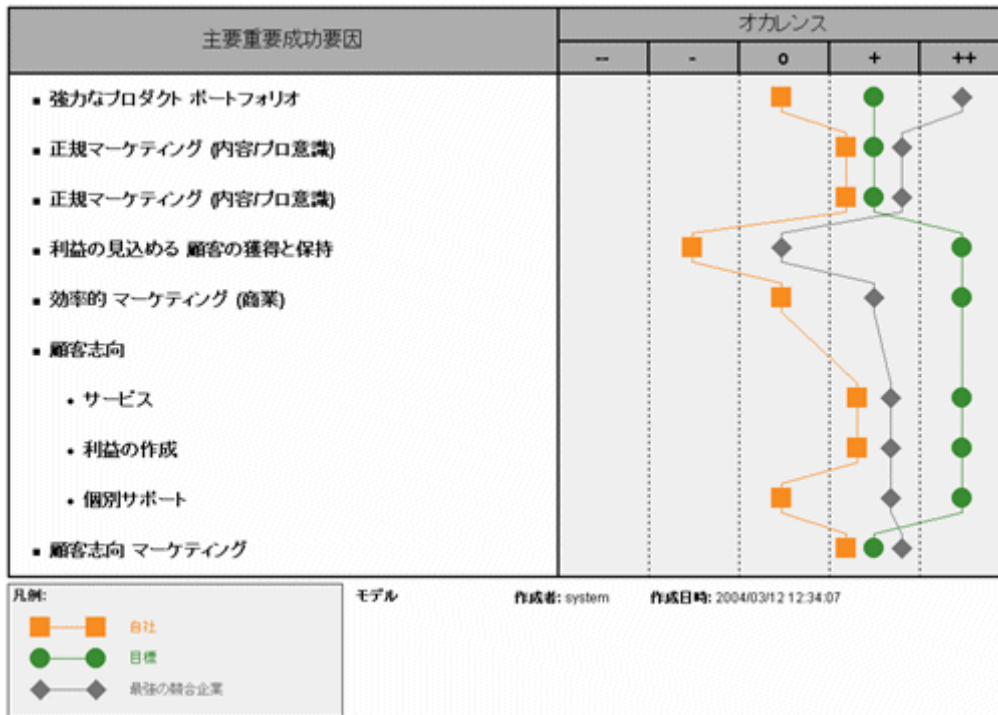 主要重要成功要因
オカレンス
-- - o + ++
▪ 強力なプロダクト ポートフォリオ
▪ 正規マーケティング (内容/プロ意識)
▪ 正規マーケティング (内容/プロ意識)
▪ 利益の見込める 顧客の獲得と保持
▪ 効率的 マーケティング (商業)
▪ 顧客志向
• サービス
• 利益の作成
• 個別サポート
▪ 顧客志向 マーケティング
凡例:
自社
目標
最強の競合企業
モデル 作成者: system 作成日時: 2004/03/12 12:34:07